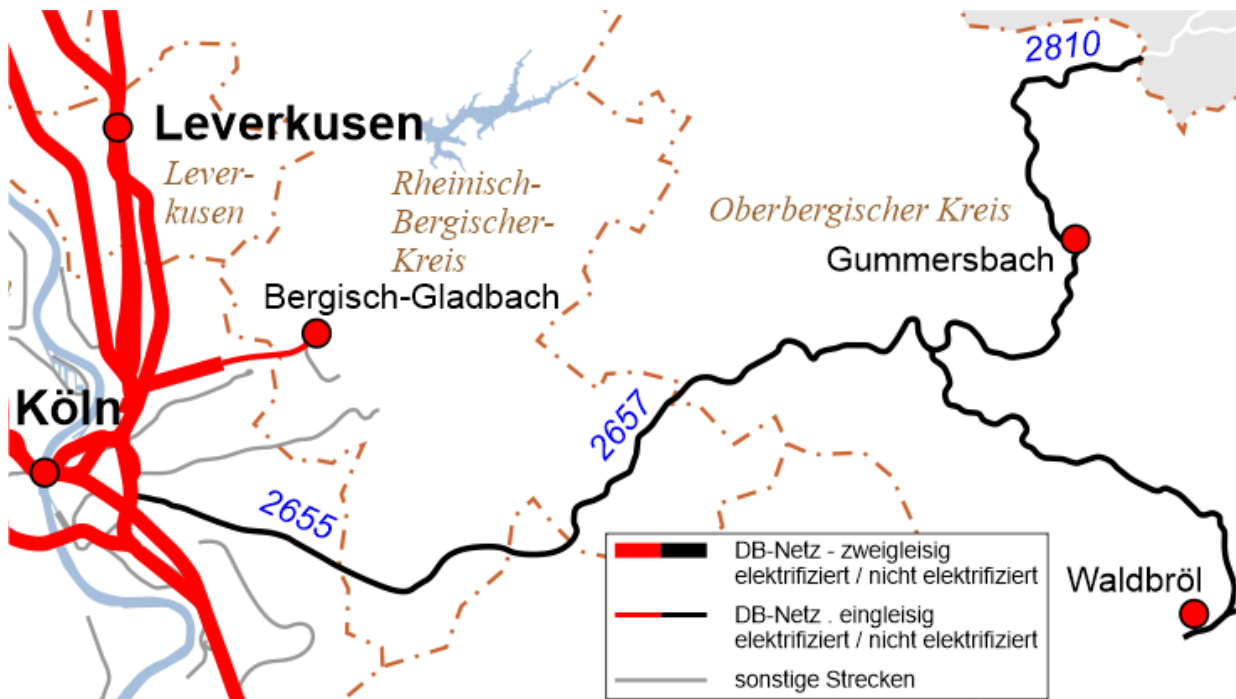 2810
Leverkusen
Lever-
kusen
Rheinisch-
Bergischer-
Kreis
Oberbergischer Kreis
Gummersbach
Bergisch-Gladbach
Köln
2657
2655
DB-Netz - zweigleisig
elektrifiziert / nicht elektrifiziert
DB-Netz . eingleisig
elektrifiziert / nicht elektrifiziert
sonstige Strecken
Waldbröl